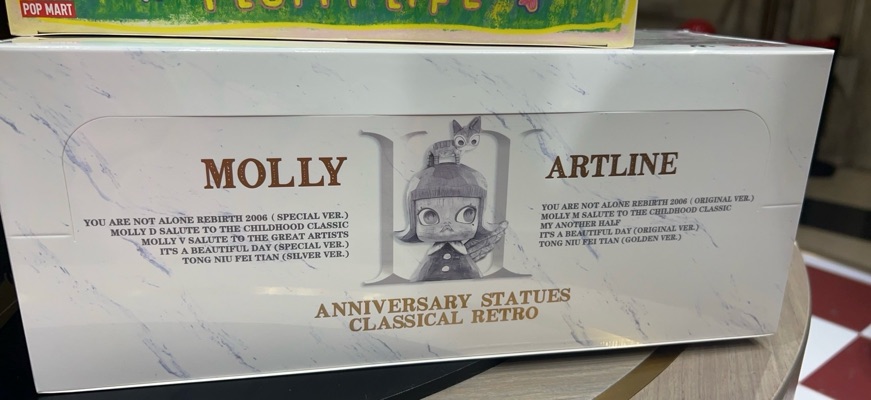 POP MART
MOLLY
ARTLINE
YOU ARE NOT ALONE REBIRTH 2006 ( SPECIAL VER.)
MOLLY D SALUTE TO THE CHILDHOOD CLASSIC
MOLLY V SALUTE TO THE GREAT ARTISTS
IT'S A BEAUTIFUL DAY (SPECIAL VER.)
TONG NIU FEI TIAN (SILVER VER.)
YOU ARE NOT ALONE REBIRTH 2006 ( ORIGINAL VER.)
MOLLY M SALUTE TO THE CHILDHOOD CLASSIC
MY ANOTHER HALF
IT'S A BEAUTIFUL DAY (ORIGINAL VER.)
TONG NIU FEI TIAN (GOLDEN VER.)
II
ANNIVERSARY STATUES
CLASSICAL RETRO